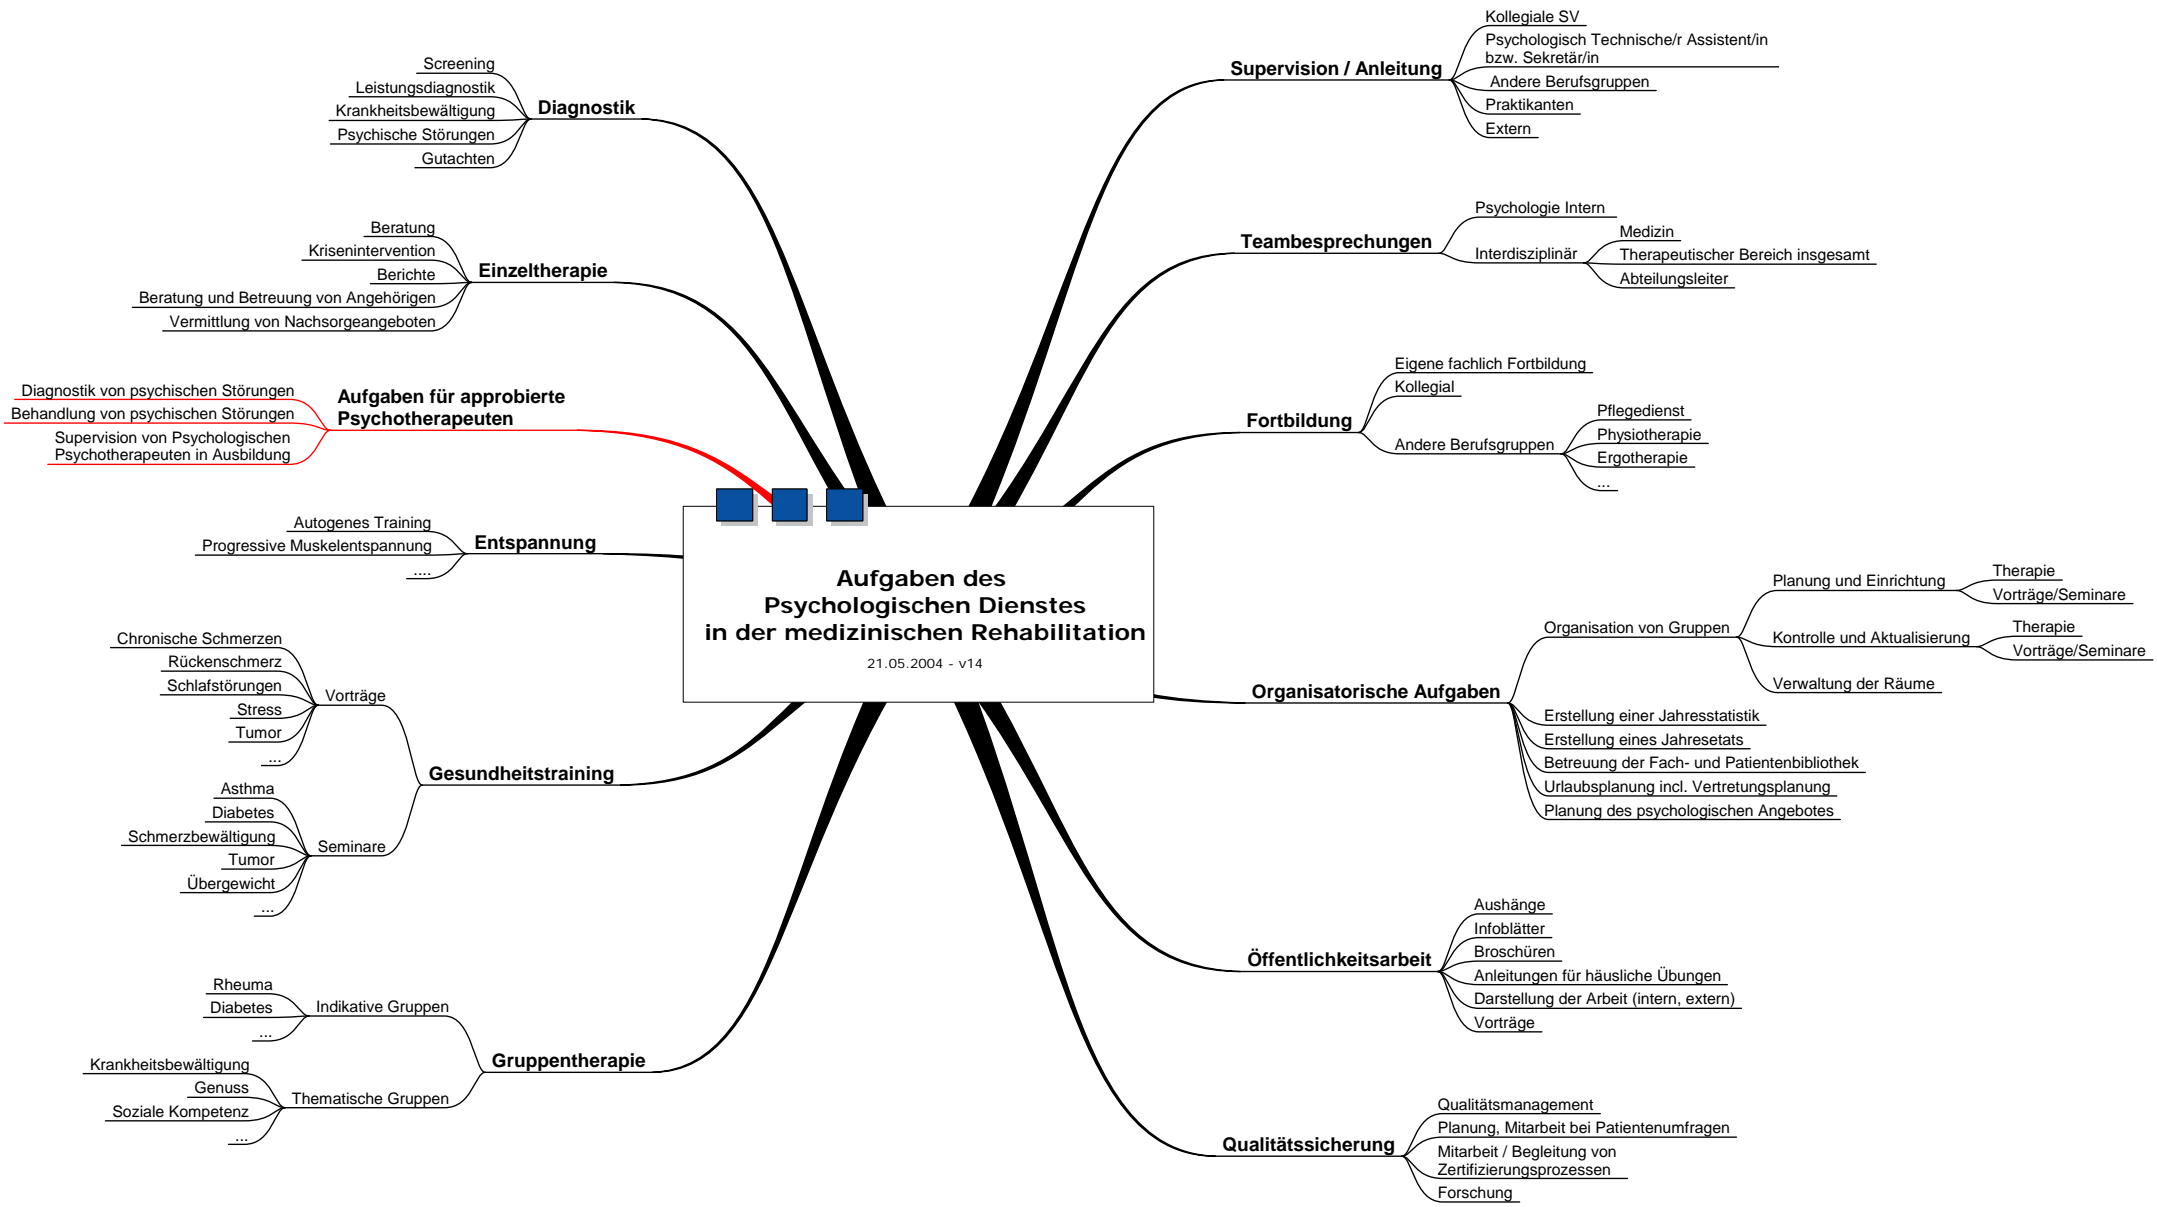 Aufgaben des
Psychologischen Dienstes
in der medizinischen Rehabilitation
21.05.2004 - v14
Diagnostik
Screening
Leistungsdiagnostik
Krankheitsbewältigung
Psychische Störungen
Gutachten
Einzeltherapie
Beratung
Krisenintervention
Berichte
Beratung und Betreuung von Angehörigen
Vermittlung von Nachsorgeangeboten
Aufgaben für approbierte
Psychotherapeuten
Diagnostik von psychischen Störungen
Behandlung von psychischen Störungen
Supervision von Psychologischen
Psychotherapeuten in Ausbildung
Entspannung
Autogenes Training
Progressive Muskelentspannung
....
Gesundheitstraining
Vorträge
Chronische Schmerzen
Rückenschmerz
Schlafstörungen
Stress
Tumor
...
Seminare
Asthma
Diabetes
Schmerzbewältigung
Tumor
Übergewicht
...
Gruppentherapie
Indikative Gruppen
Rheuma
Diabetes
...
Thematische Gruppen
Krankheitsbewältigung
Genuss
Soziale Kompetenz
...
Supervision / Anleitung
Kollegiale SV
Psychologisch Technische/r Assistent/in
bzw. Sekretär/in
Andere Berufsgruppen
Praktikanten
Extern
Teambesprechungen
Psychologie Intern
Interdisziplinär
Medizin
Therapeutischer Bereich insgesamt
Abteilungsleiter
Fortbildung
Eigene fachlich Fortbildung
Kollegial
Andere Berufsgruppen
Pflegedienst
Physiotherapie
Ergotherapie
...
Organisatorische Aufgaben
Organisation von Gruppen
Planung und Einrichtung
Therapie
Vorträge/Seminare
Kontrolle und Aktualisierung
Therapie
Vorträge/Seminare
Verwaltung der Räume
Erstellung einer Jahresstatistik
Erstellung eines Jahresetats
Betreuung der Fach- und Patientenbibliothek
Urlaubsplanung incl. Vertretungsplanung
Planung des psychologischen Angebotes
Öffentlichkeitsarbeit
Aushänge
Infoblätter
Broschüren
Anleitungen für häusliche Übungen
Darstellung der Arbeit (intern, extern)
Vorträge
Qualitätssicherung
Qualitätsmanagement
Planung, Mitarbeit bei Patientenumfragen
Mitarbeit / Begleitung von
Zertifizierungsprozessen
Forschung